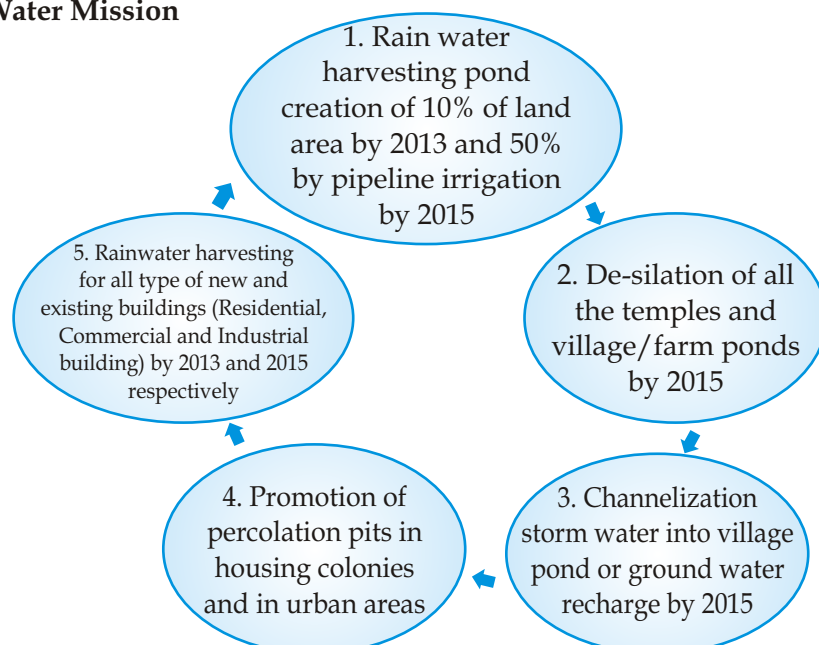 Water Mission
1. Rain water
harvesting pond
creation of 10% of land
area by 2013 and 50%
by pipeline irrigation
by 2015
2. De-silation of all
the temples and
village/farm ponds
by 2015
3. Channelization
storm water into village
pond or ground water
recharge by 2015
4. Promotion of
percolation pits in
housing colonies
and in urban areas
5. Rainwater harvesting
for all type of new and
existing buildings (Residential,
Commercial and Industrial
building) by 2013 and 2015
respectively